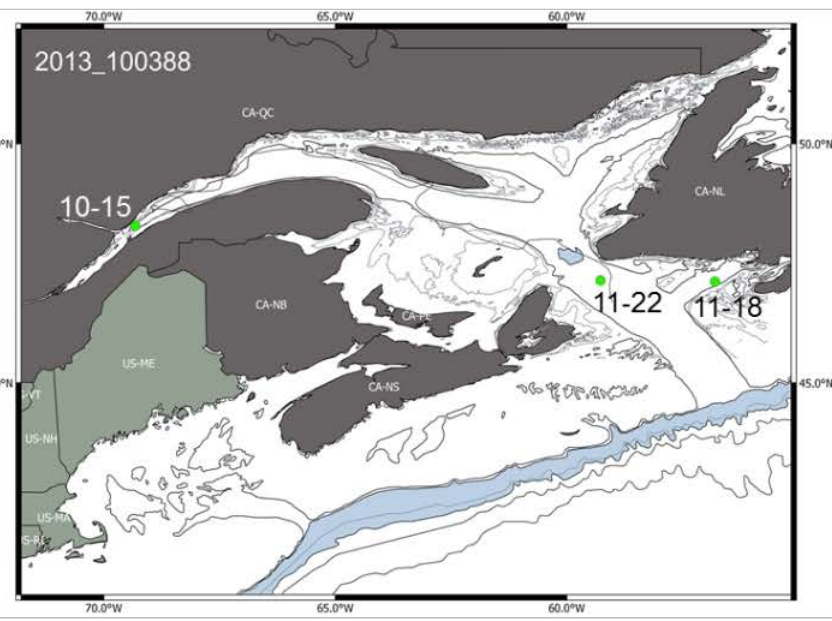 70.0°W 65.0°W 60.0°W
2013_100388
CA-QC
°N 50.0°N
CA-NL
10-15
CA-NB
11-22
11-18
CA-PE
US-ME
°N 45.0°N
CA-NS
-VT
US-NH
US-MA
70.0°W 65.0°W 60.0°W